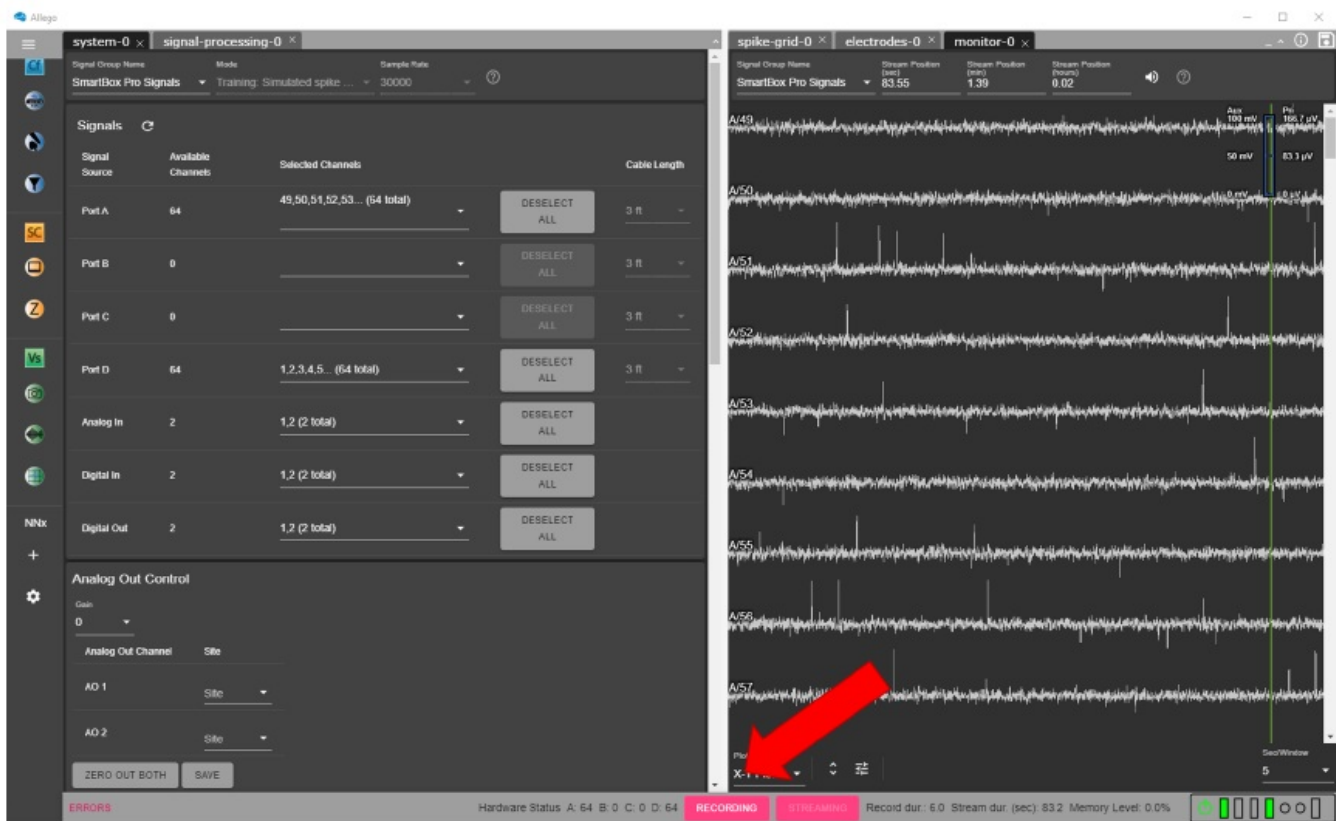 Allego
system-0 × signal-processing-0 ×
Signal Group Name Mode Sample Rate
SmartBox Pro Signals Training: Simulated spike ... 30000
Signals
Signal Source Available Channels Selected Channels Cable Length
Port A 64 49,50,51,52,53... (64 total) DESELECT ALL 3 ft
Port B 0 DESELECT ALL 3 ft
Port C 0 DESELECT ALL 3 ft
Port D 64 1,2,3,4,5... (64 total) DESELECT ALL 3 ft
Analog In 2 1,2 (2 total) DESELECT ALL
Digital In 2 1,2 (2 total) DESELECT ALL
Digital Out 2 1,2 (2 total) DESELECT ALL
Analog Out Control
Gain
0
Analog Out Channel Site
AO 1 Site
AO 2 Site
ZERO OUT BOTH SAVE
Cf
SC
Z
Vs
NNx
spike-grid-0 × electrodes-0 × monitor-0 ×
Signal Group Name Stream Position (sec) Stream Position (min) Stream Position (hours)
SmartBox Pro Signals 83.55 1.39 0.02
Aux Pri
A/49 100 mV 166.7 µV
50 mV 83.3 µV
A/50 0 mV 0 µV
A/51
A/52
A/53
A/54
A/55
A/56
A/57
Sec/Window
5
ERRORS Hardware Status A: 64 B: 0 C: 0 D: 64 RECORDING STREAMING Record dur.: 6.0 Stream dur. (sec): 83.2 Memory Level: 0.0%